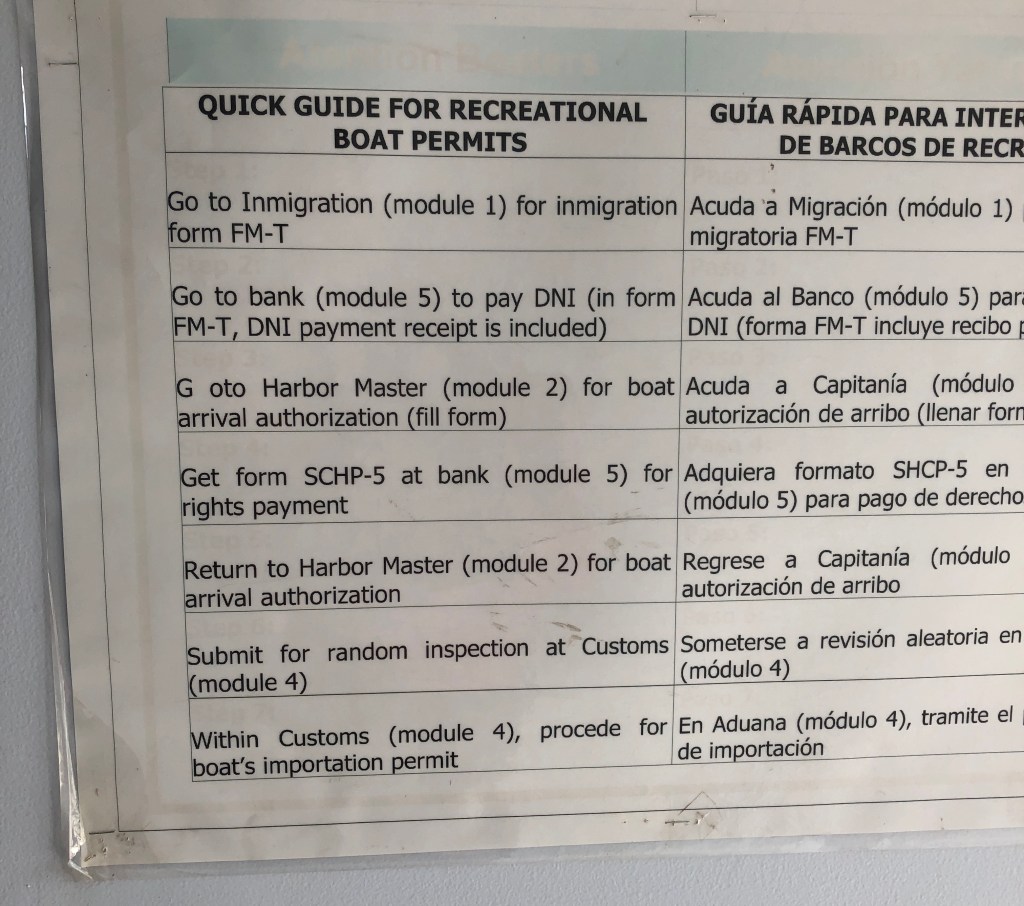 QUICK GUIDE FOR RECREATIONAL
BOAT PERMITS
Go to Inmigration (module 1) for inmigration
form FM-T
Go to bank (module 5) to pay DNI (in form
FM-T, DNI payment receipt is included)
G oto Harbor Master (module 2) for boat
arrival authorization (fill form)
Get form SCHP-5 at bank (module 5) for
rights payment
Return to Harbor Master (module 2) for boat
arrival authorization
Submit for random inspection at Customs
(module 4)
Within Customs (module 4), procede for
boat's importation permit
GUÍA RÁPIDA PARA INTER
DE BARCOS DE RECR
Acuda a Migración (módulo 1)
migratoria FM-T
Acuda al Banco (módulo 5) para
DNI (forma FM-T incluye recibo p
Acuda a Capitanía (módulo
autorización de arribo (llenar form
Adquiera formato SHCP-5 en
(módulo 5) para pago de derecho
Regrese a Capitanía (módulo
autorización de arribo
Someterse a revisión aleatoria en
(módulo 4)
En Aduana (módulo 4), tramite el
de importación